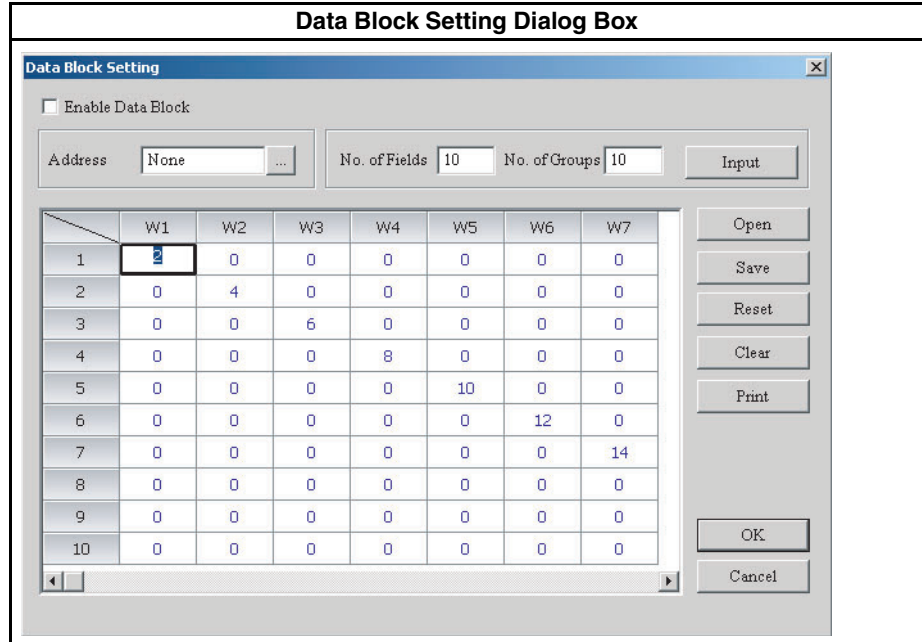 Data Block Setting Dialog Box
Data Block Setting
Enable Data Block
Address None ... No. of Fields 10 No. of Groups 10 Input
W1 W2 W3 W4 W5 W6 W7
1 2 0 0 0 0 0 0
2 0 4 0 0 0 0 0
3 0 0 6 0 0 0 0
4 0 0 0 8 0 0 0
5 0 0 0 0 10 0 0
6 0 0 0 0 0 12 0
7 0 0 0 0 0 0 14
8 0 0 0 0 0 0 0
9 0 0 0 0 0 0 0
10 0 0 0 0 0 0 0
Open
Save
Reset
Clear
Print
OK
Cancel